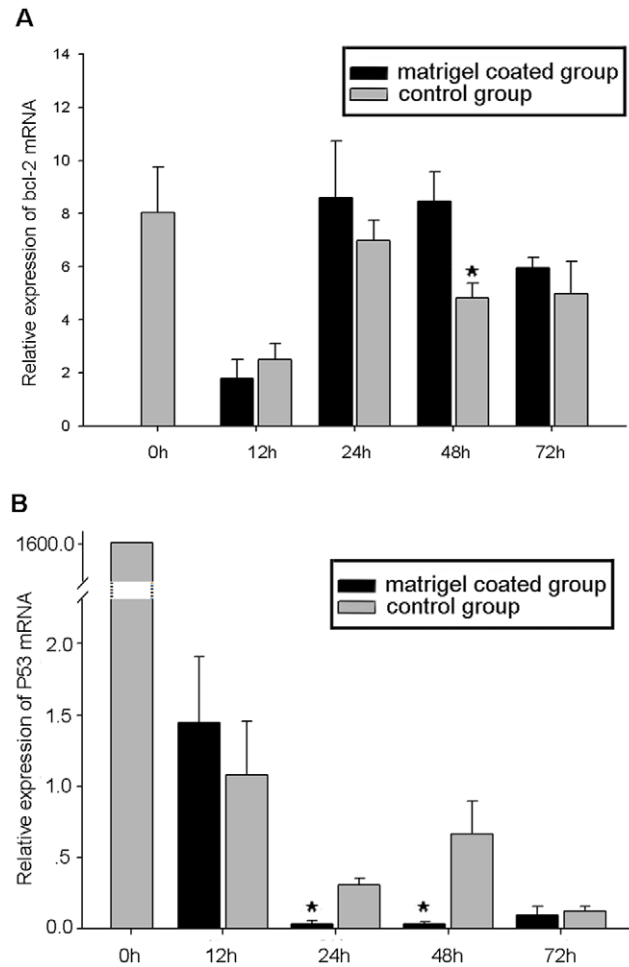 A
Relative expression of bcl-2 mRNA
14
12
10
8
6
4
2
0
matrigel coated group
control group
★
0h 12h 24h 48h 72h
B
Relative expression of P53 mRNA
1600.0
2.0
1.5
1.0
.5
0.0
matrigel coated group
control group
★ ★
0h 12h 24h 48h 72h